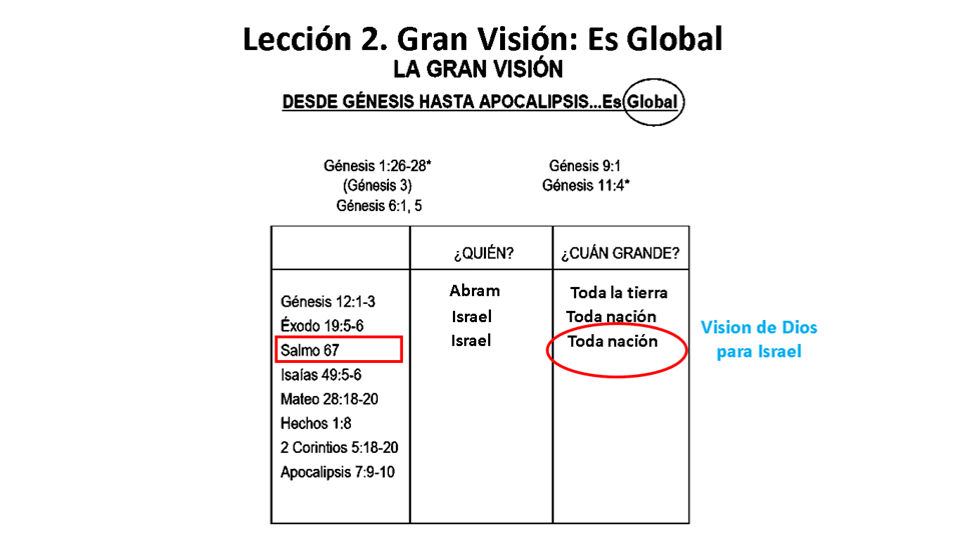 Lección 2. Gran Visión: Es Global
LA GRAN VISIÓN
DESDE GÉNESIS HASTA APOCALIPSIS...Es Global
Génesis 1:26-28* Génesis 9:1
(Génesis 3) Génesis 11:4*
Génesis 6:1, 5
¿QUIÉN? ¿CUÁN GRANDE?
Génesis 12:1-3 Abram Toda la tierra
Éxodo 19:5-6 Israel Toda nación
Salmo 67 Israel Toda nación
Isaías 49:5-6
Mateo 28:18-20
Hechos 1:8
2 Corintios 5:18-20
Apocalipsis 7:9-10
Vision de Dios
para Israel